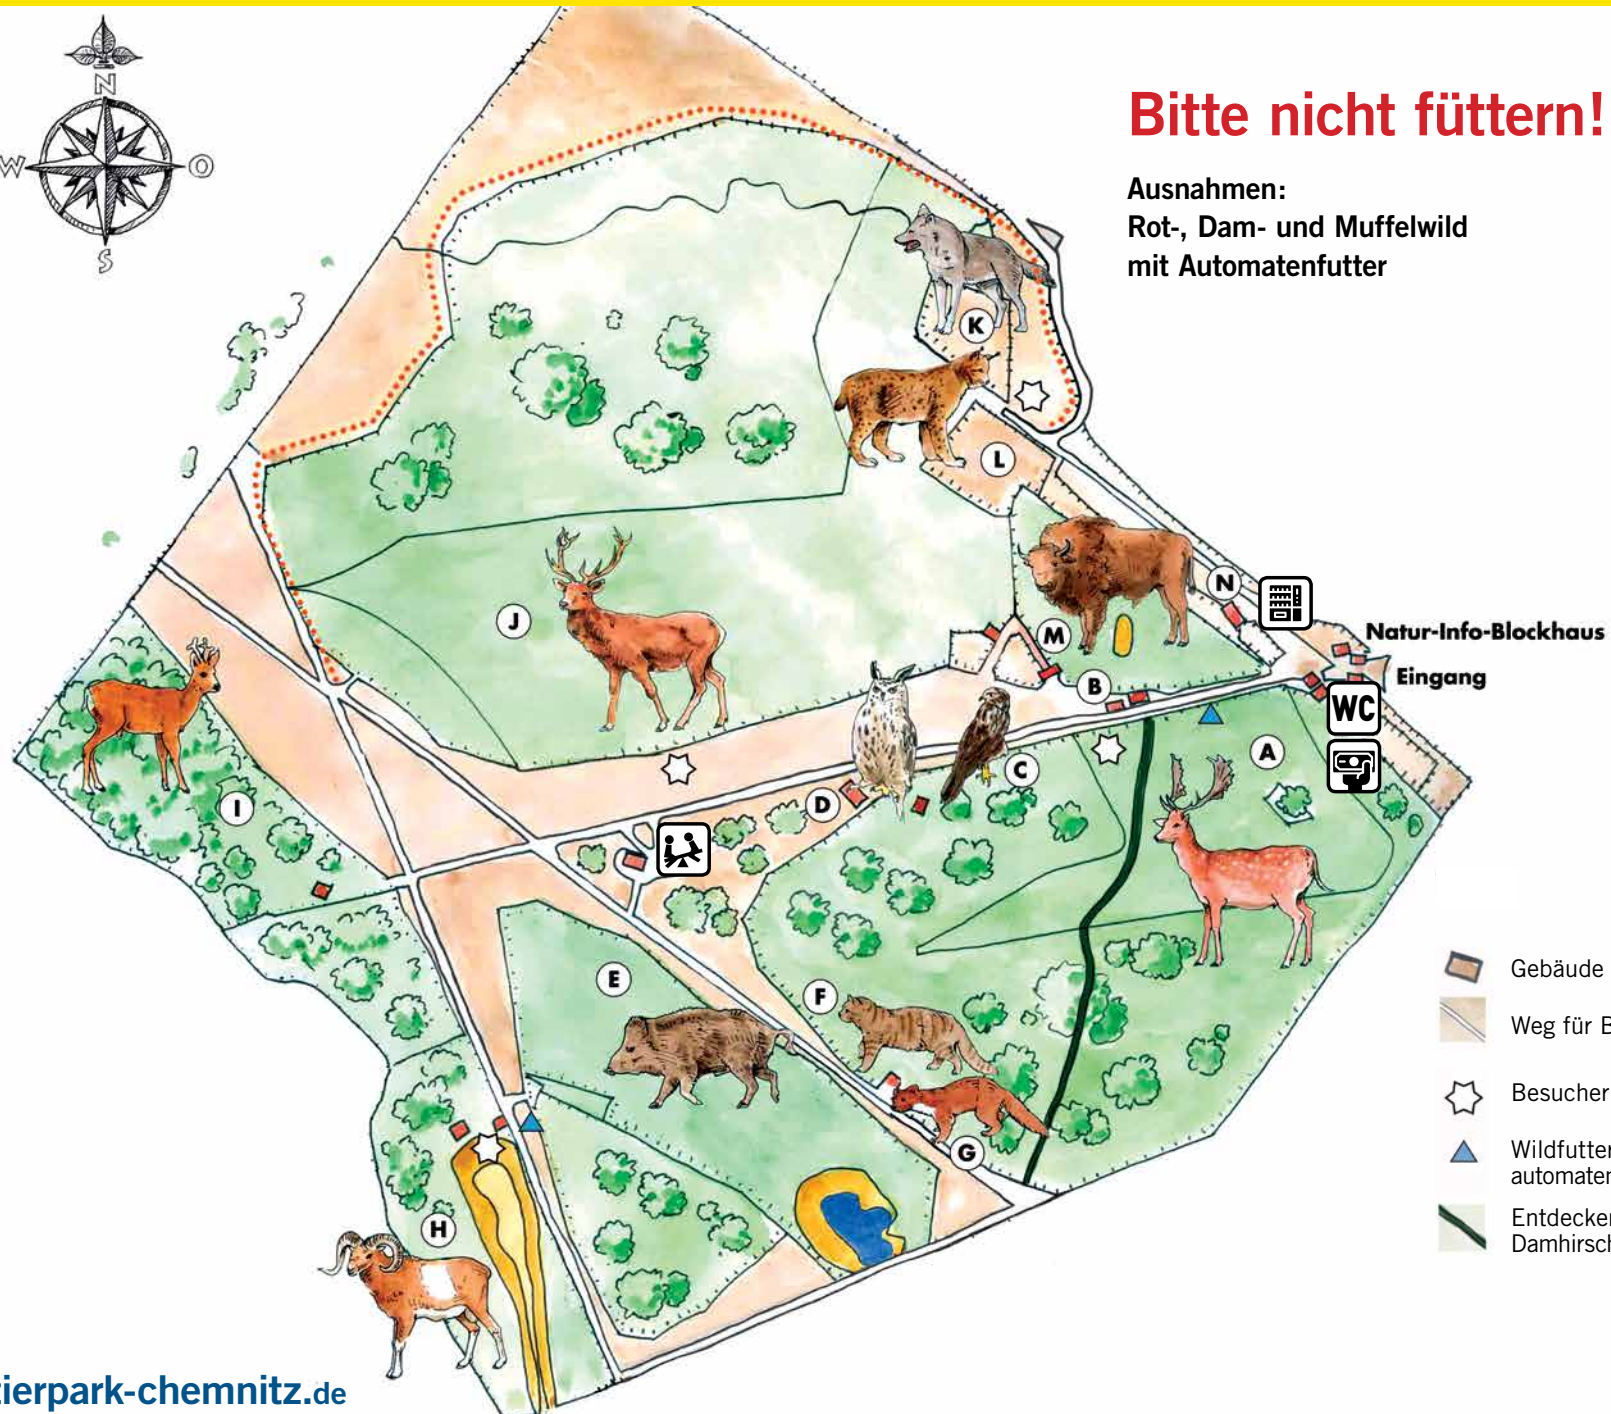 N
W
O
S
Bitte nicht füttern!
Ausnahmen:
Rot-, Dam- und Muffelwild
mit Automatenfutter
K
L
J
M
N
B
Natur-Info-Blockhaus
Eingang
WC
A
C
D
I
E
F
G
H
Gebäude
Weg für B
Besucher
Wildfutter
automaten
Entdecker
Damhirsch
tierpark-chemnitz.de